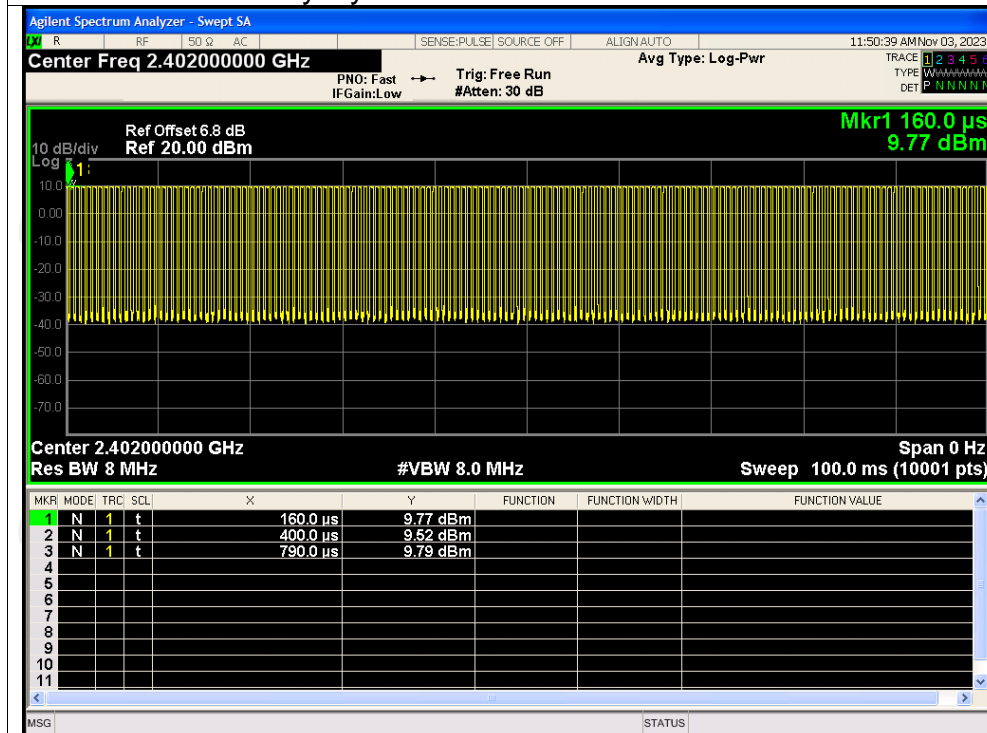 Agilent Spectrum Analyzer - Swept SA
LXI R RF 50 Ω AC SENSE:PULSE SOURCE OFF ALIGN AUTO 11:50:39 AM Nov 03, 2023
Center Freq 2.402000000 GHz
Avg Type: Log-Pwr
TRACE 1 2 3 4 5 6
PNO: Fast Trig: Free Run
TYPE
IFGain:Low #Atten: 30 dB
DET P N N N N N
Mkr1 160.0 µs
9.77 dBm
Ref Offset 6.8 dB
10 dB/div Ref 20.00 dBm
Log
1
10.0
0.00
-10.0
-20.0
-30.0
-40.0
-50.0
-60.0
-70.0
Center 2.402000000 GHz Span 0 Hz
Res BW 8 MHz #VBW 8.0 MHz Sweep 100.0 ms (10001 pts)
MKR MODE TRC SCL X Y FUNCTION FUNCTION WIDTH FUNCTION VALUE
1 N 1 t 160.0 µs 9.77 dBm
2 N 1 t 400.0 µs 9.52 dBm
3 N 1 t 790.0 µs 9.79 dBm
4
5
6
7
8
9
10
11
MSG STATUS